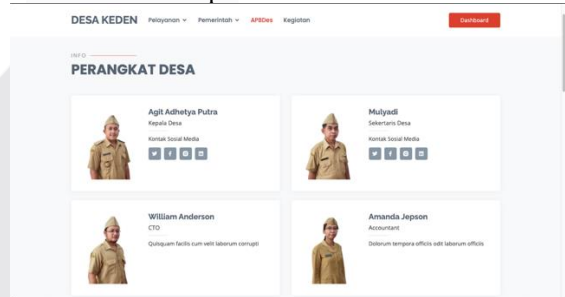 DESA KEDEN Pelayanan Pemerintah APBDes Kegiatan Dashboard
INFO
PERANGKAT DESA
Agit Adhetya Putra
Kepala Desa
Kontak Sosial Media
Mulyadi
Sekertaris Desa
Kontak Sosial Media
William Anderson
CTO
Quisquam facilis cum velit laborum corrupti
Amanda Jepson
Accountant
Dolorum tempora officiis odit laborum officiis